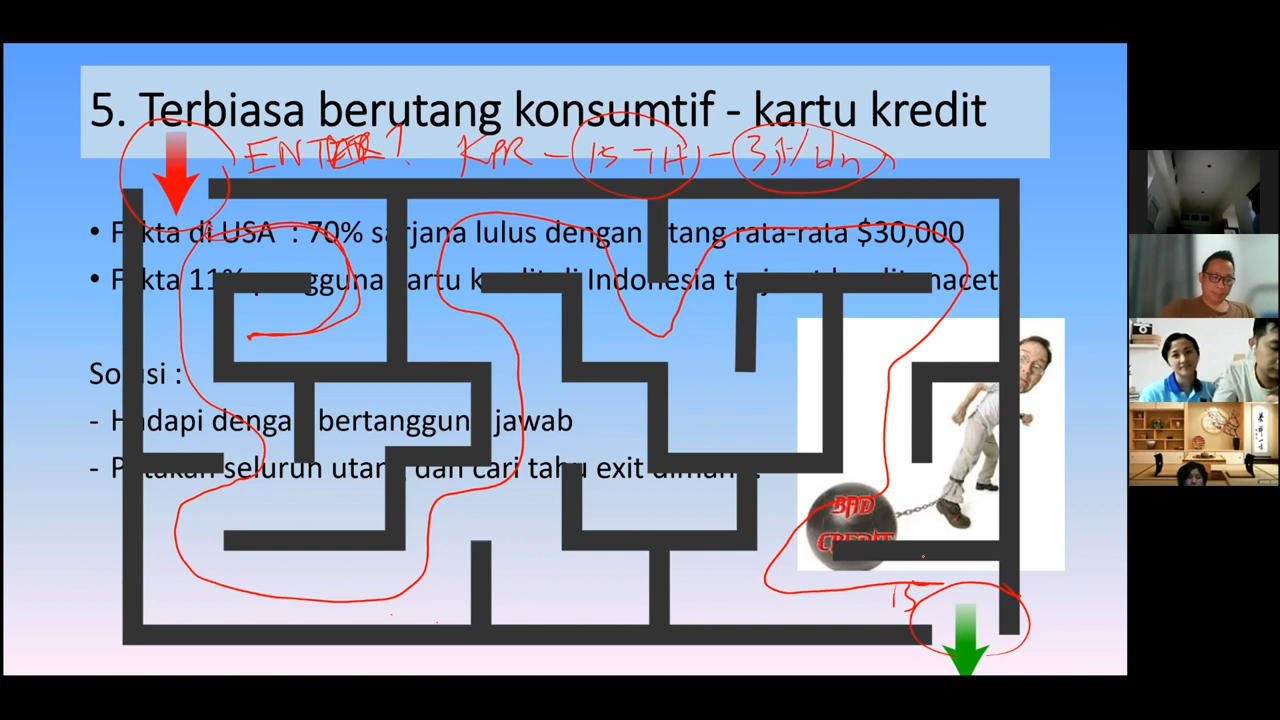 5. Terbiasa berutang konsumtif - kartu kredit
ENTER? KPR - 15 TH - 3jt/bln
• Fakta di USA : 70% sarjana lulus dengan utang rata-rata $30,000
• Fakta 11% pengguna kartu kredit di Indonesia terjerat kredit macet
Solusi :
- Hadapi dengan bertanggung jawab
- Petakan seluruh utang dan cari tahu exit dimana
BAD
CREDIT
15